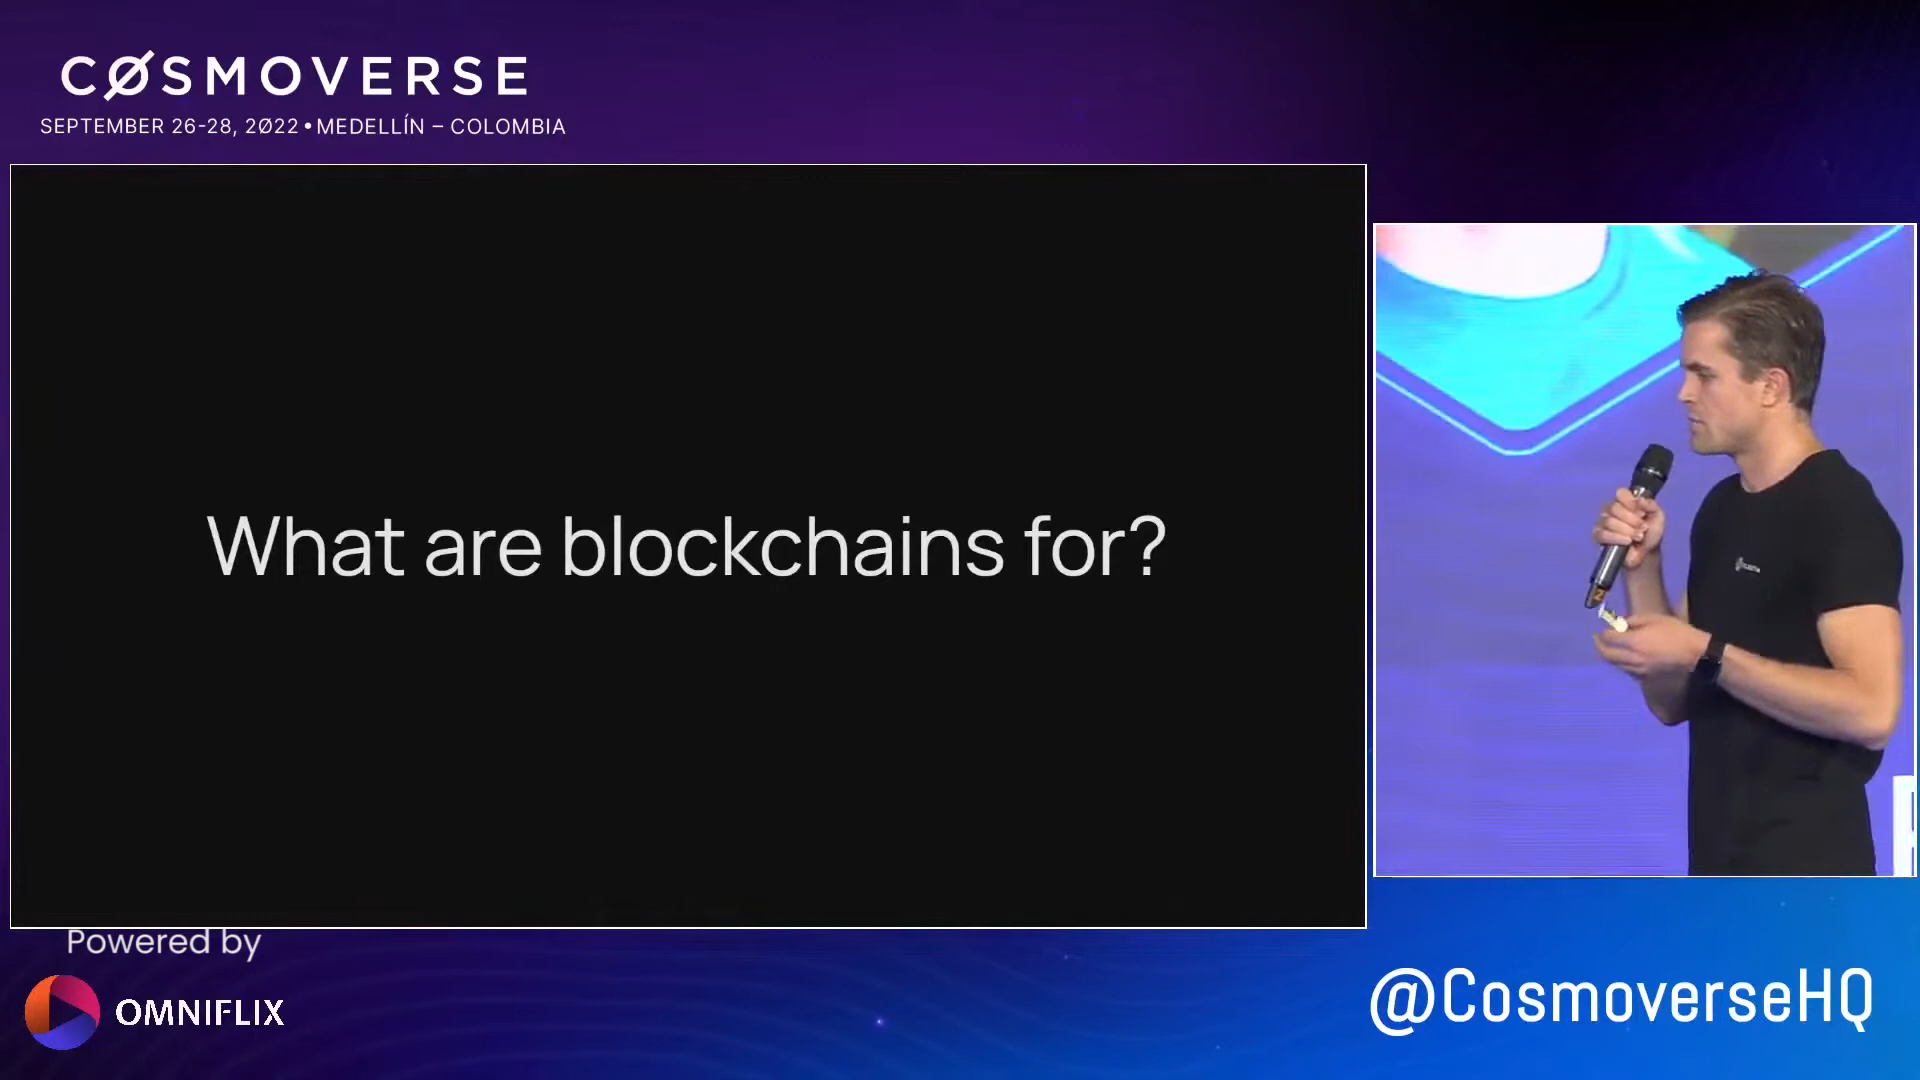 CØSMOVERSE
SEPTEMBER 26-28, 2Ø22 • MEDELLÍN – COLOMBIA
What are blockchains for?
Powered by
OMNIFLIX
@CosmoverseHQ